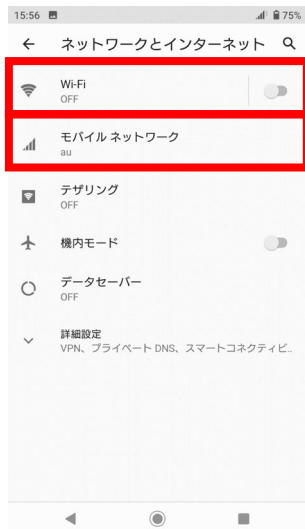 15:56 75%
ネットワークとインターネット
Wi-Fi
OFF
モバイル ネットワーク
au
テザリング
OFF
機内モード
データセーバー
OFF
詳細設定
VPN、プライベート DNS、スマートコネクティビ..